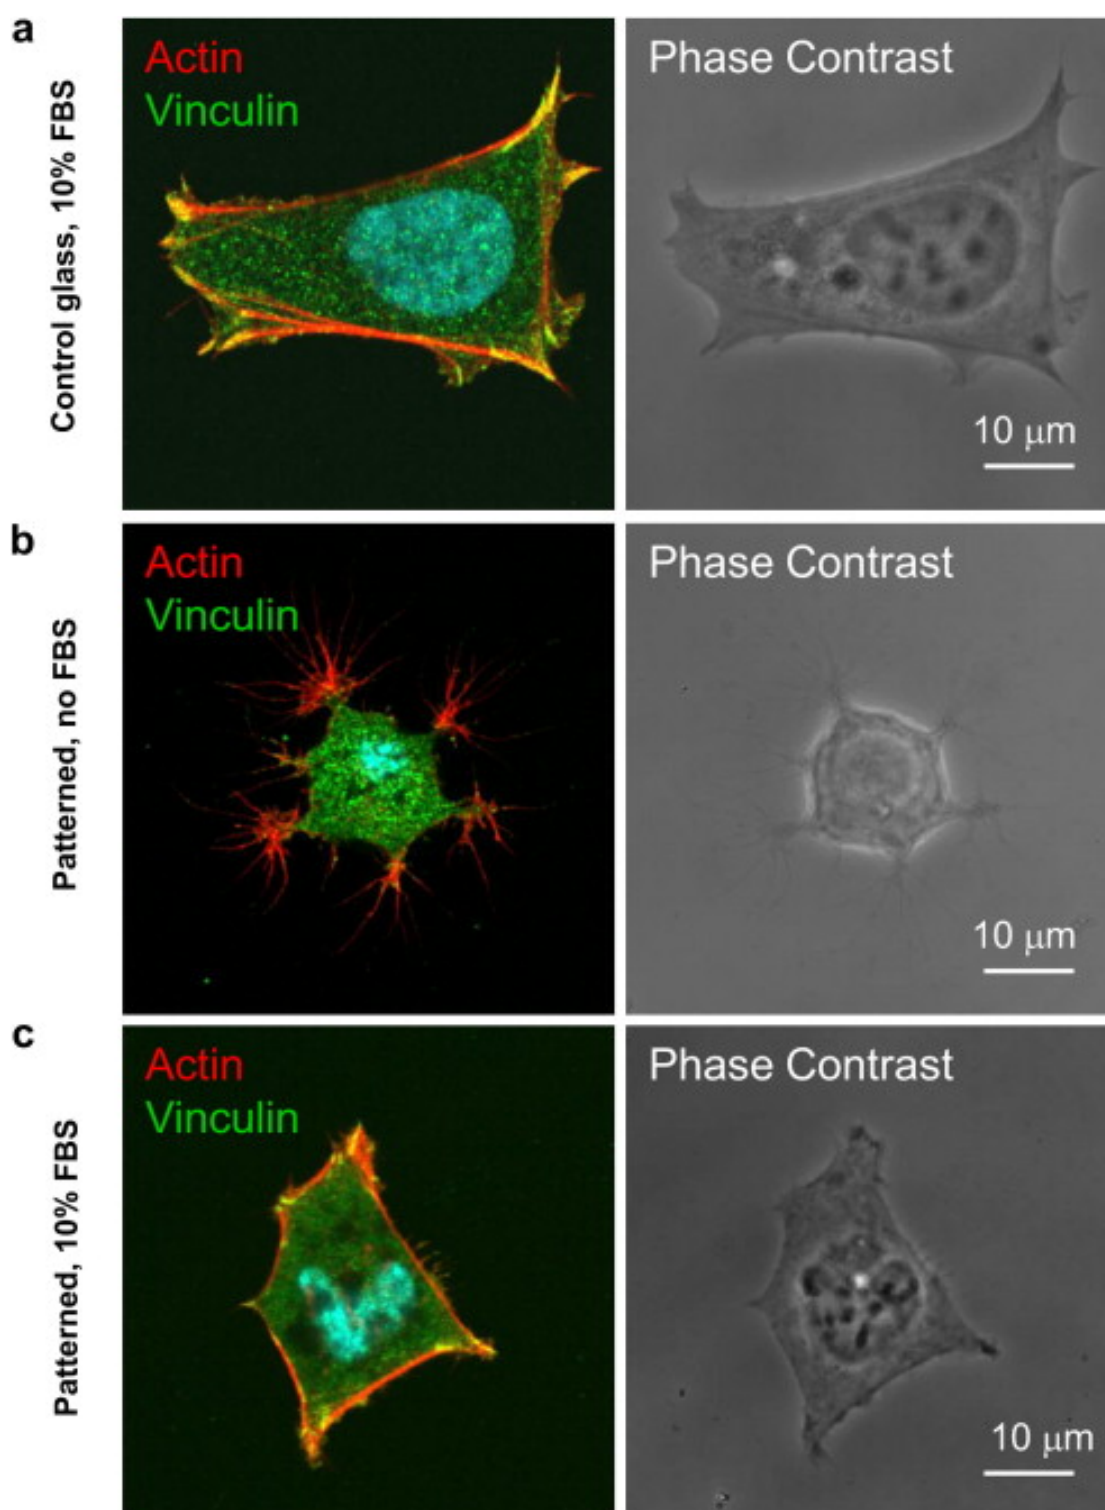 a
Control glass, 10% FBS
Actin
Vinculin
Phase Contrast
10 μm
b
Patterned, no FBS
Actin
Vinculin
Phase Contrast
10 μm
c
Patterned, 10% FBS
Actin
Vinculin
Phase Contrast
10 μm